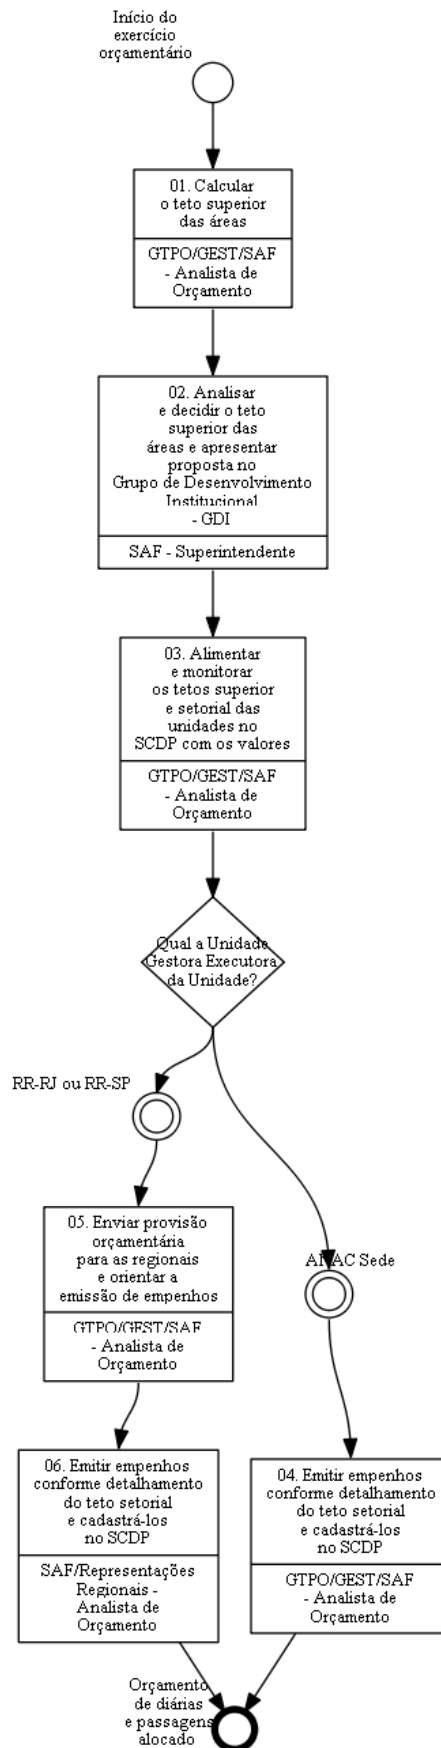 Início do
exercício
orçamentário
01. Calcular
o teto superior
das áreas
GTPO/GEST/SAF
- Analista de
Orçamento
02. Analisar
e decidir o teto
superior das
áreas e apresentar
proposta no
Grupo de Desenvolvimento
Institucional
- GDI
SAF - Superintendente
03. Alimentar
e monitorar
os tetos superior
e setorial das
unidades no
SCDP com os valores
GTPO/GEST/SAF
- Analista de
Orçamento
Qual a Unidade
Gestora Executora
da Unidade?
RR-RJ ou RR-SP
05. Enviar provisão
orçamentária
para as regionais
e orientar a
emissão de empenhos
GTPO/GEST/SAF
- Analista de
Orçamento
ANAC Sede
06. Emitir empenhos
conforme detalhamento
do teto setorial
e cadastrá-los
no SCDP
SAF/Representações
Regionais -
Analista de
Orçamento
04. Emitir empenhos
conforme detalhamento
do teto setorial
e cadastrá-los
no SCDP
GTPO/GEST/SAF
- Analista de
Orçamento
Orçamento
de diárias
e passagens
alocado